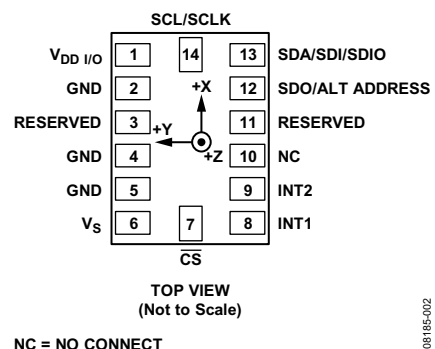 SCL/SCLK
VDD I/O 1 14 13 SDA/SDI/SDIO
GND 2 +X 12 SDO/ALT ADDRESS
RESERVED 3 +Y 11 RESERVED
GND 4 +Z 10 NC
GND 5 9 INT2
VS 6 7 8 INT1
CS
TOP VIEW
(Not to Scale)
NC = NO CONNECT
08185-002